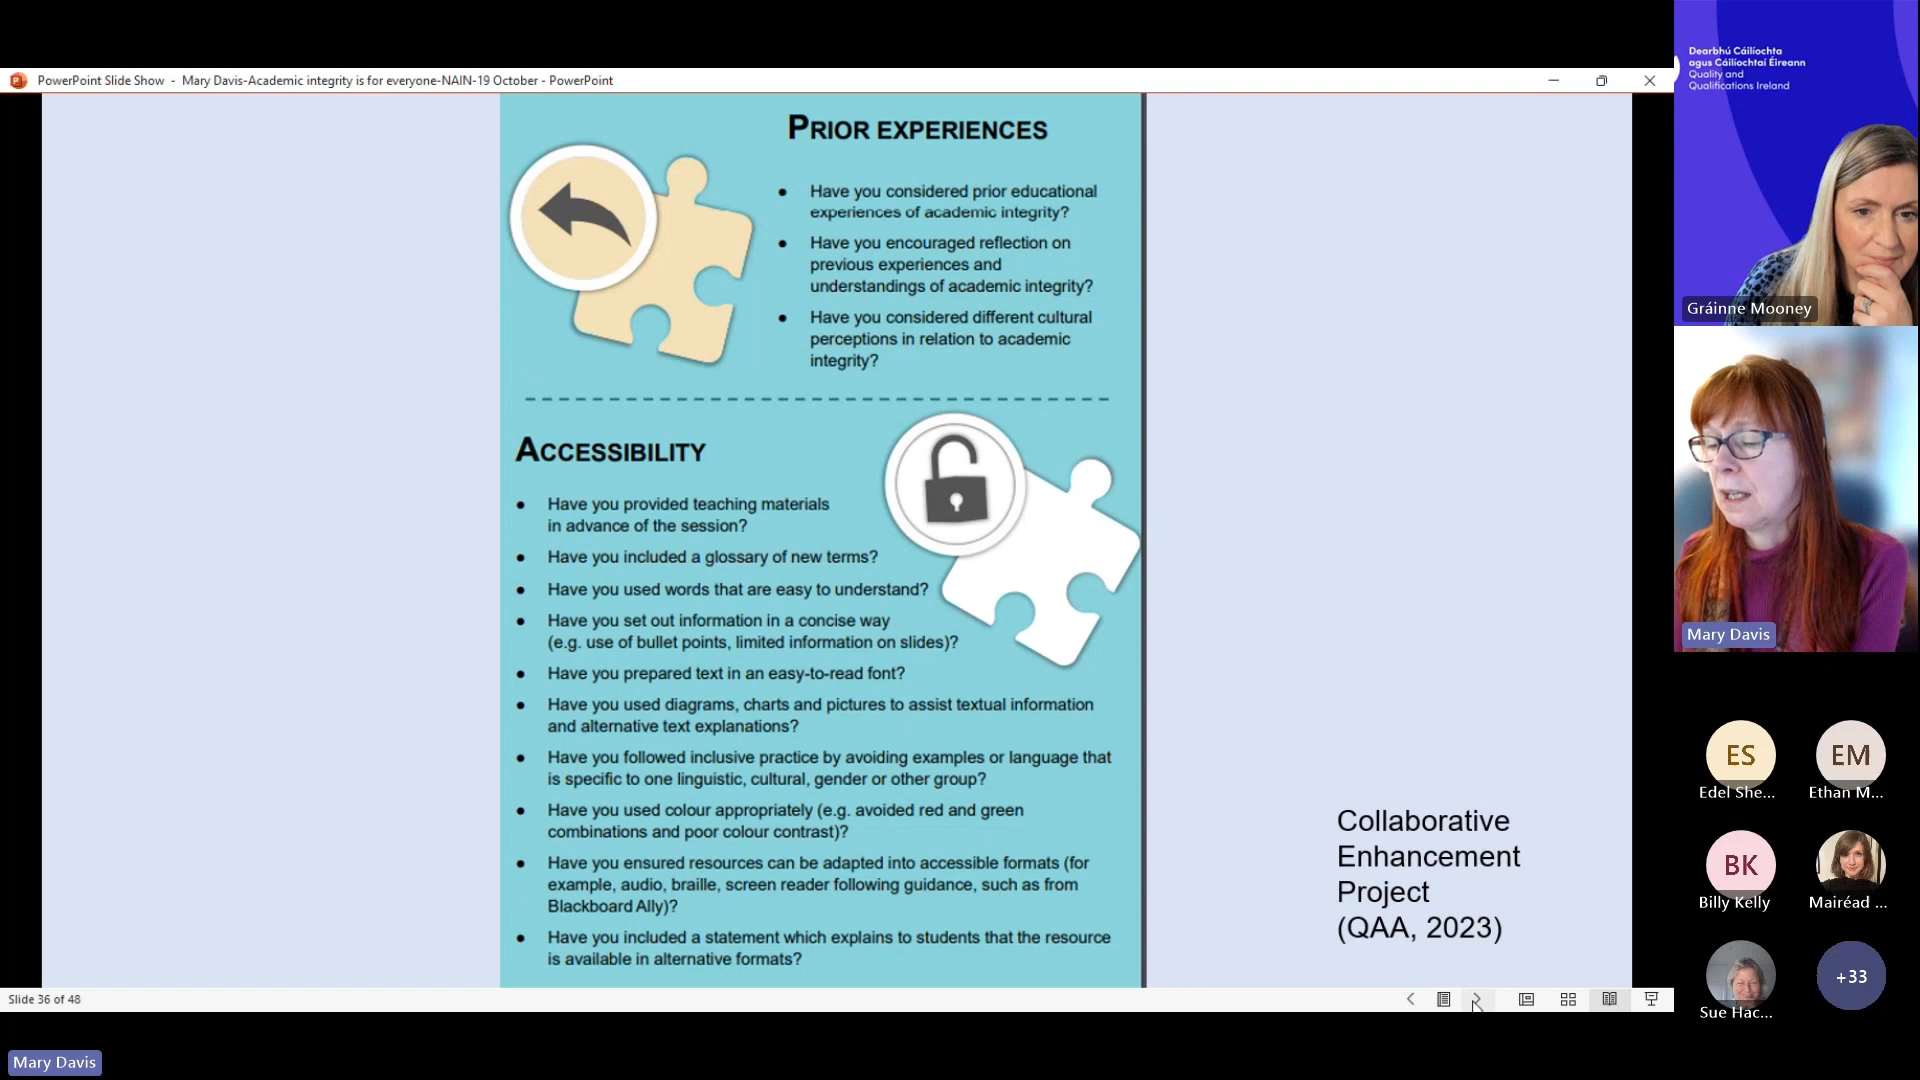 PowerPoint Slide Show - Mary Davis-Academic integrity is for everyone-NAIN-19 October - PowerPoint
PRIOR EXPERIENCES
● Have you considered prior educational
experiences of academic integrity?
● Have you encouraged reflection on
previous experiences and
understandings of academic integrity?
● Have you considered different cultural
perceptions in relation to academic
integrity?
ACCESSIBILITY
● Have you provided teaching materials
in advance of the session?
● Have you included a glossary of new terms?
● Have you used words that are easy to understand?
● Have you set out information in a concise way
(e.g. use of bullet points, limited information on slides)?
● Have you prepared text in an easy-to-read font?
● Have you used diagrams, charts and pictures to assist textual information
and alternative text explanations?
● Have you followed inclusive practice by avoiding examples or language that
is specific to one linguistic, cultural, gender or other group?
● Have you used colour appropriately (e.g. avoided red and green
combinations and poor colour contrast)?
● Have you ensured resources can be adapted into accessible formats (for
example, audio, braille, screen reader following guidance, such as from
Blackboard Ally)?
● Have you included a statement which explains to students that the resource
is available in alternative formats?
Collaborative
Enhancement
Project
(QAA, 2023)
Slide 36 of 48
Mary Davis
Dearbhú Cáilíochta
agus Cáilíochtaí Éireann
Quality and
Qualifications Ireland
Gráinne Mooney
Mary Davis
ES
Edel She...
EM
Ethan M...
BK
Billy Kelly
Mairéad ...
Sue Hac...
+33